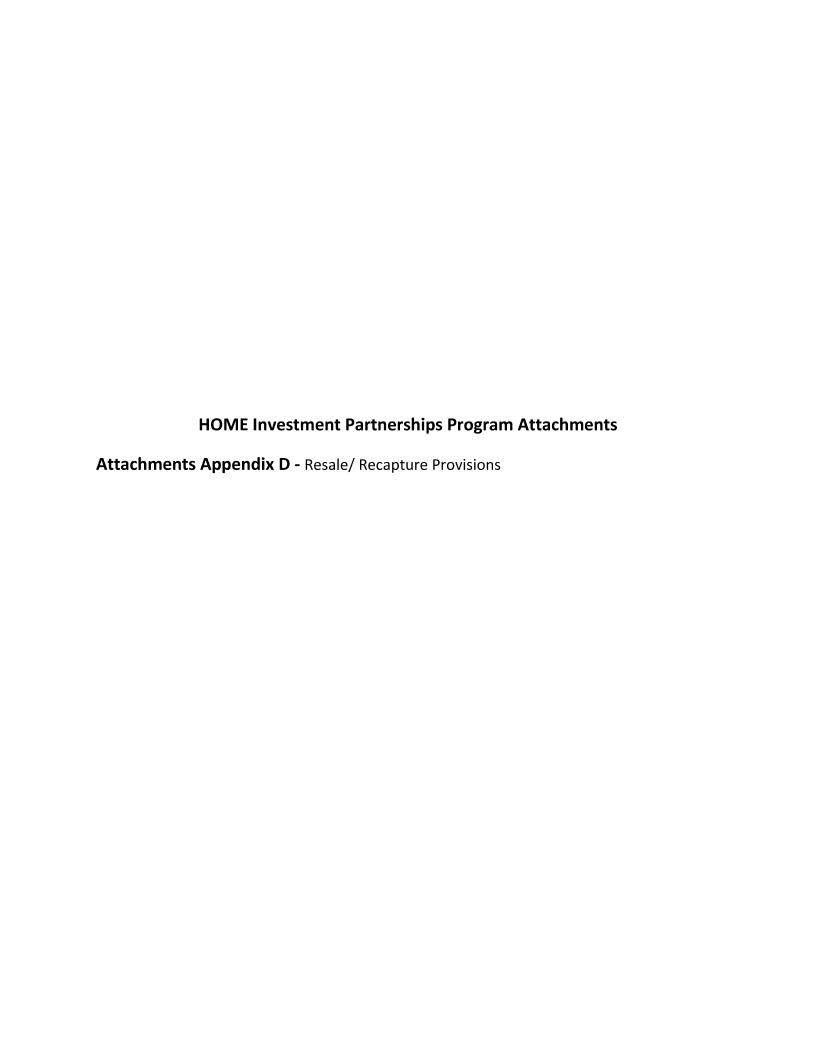 HOME Investment Partnerships Program Attachments
Attachments Appendix D - Resale/ Recapture Provisions